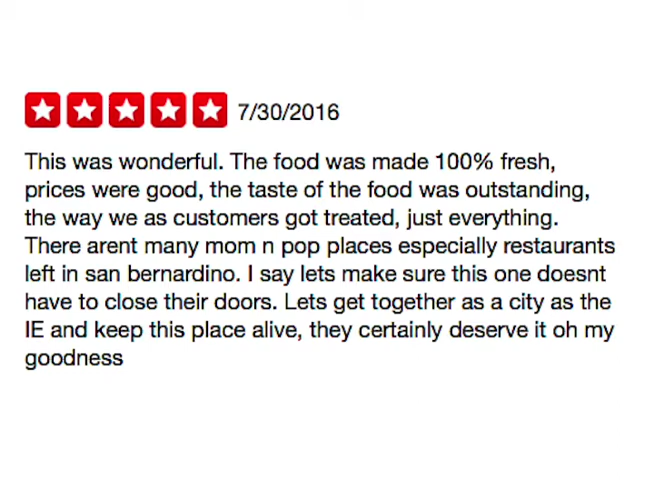 7/30/2016
This was wonderful. The food was made 100% fresh,
prices were good, the taste of the food was outstanding,
the way we as customers got treated, just everything.
There arent many mom n pop places especially restaurants
left in san bernardino. I say lets make sure this one doesnt
have to close their doors. Lets get together as a city as the
IE and keep this place alive, they certainly deserve it oh my
goodness